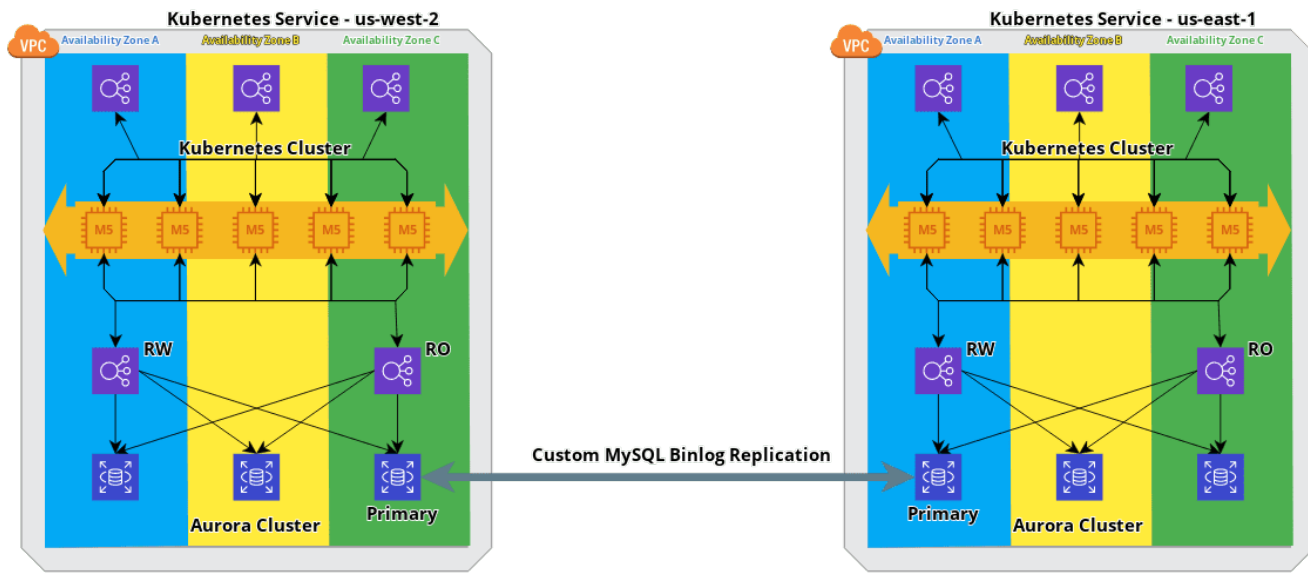 Kubernetes Service - us-west-2
VPC
Availability Zone A
Availability Zone B
Availability Zone C
Kubernetes Cluster
M5
M5
M5
M5
M5
RW
RO
Aurora Cluster
Primary
Custom MySQL Binlog Replication
Kubernetes Service - us-east-1
VPC
Availability Zone A
Availability Zone B
Availability Zone C
Kubernetes Cluster
M5
M5
M5
M5
M5
RW
RO
Primary
Aurora Cluster